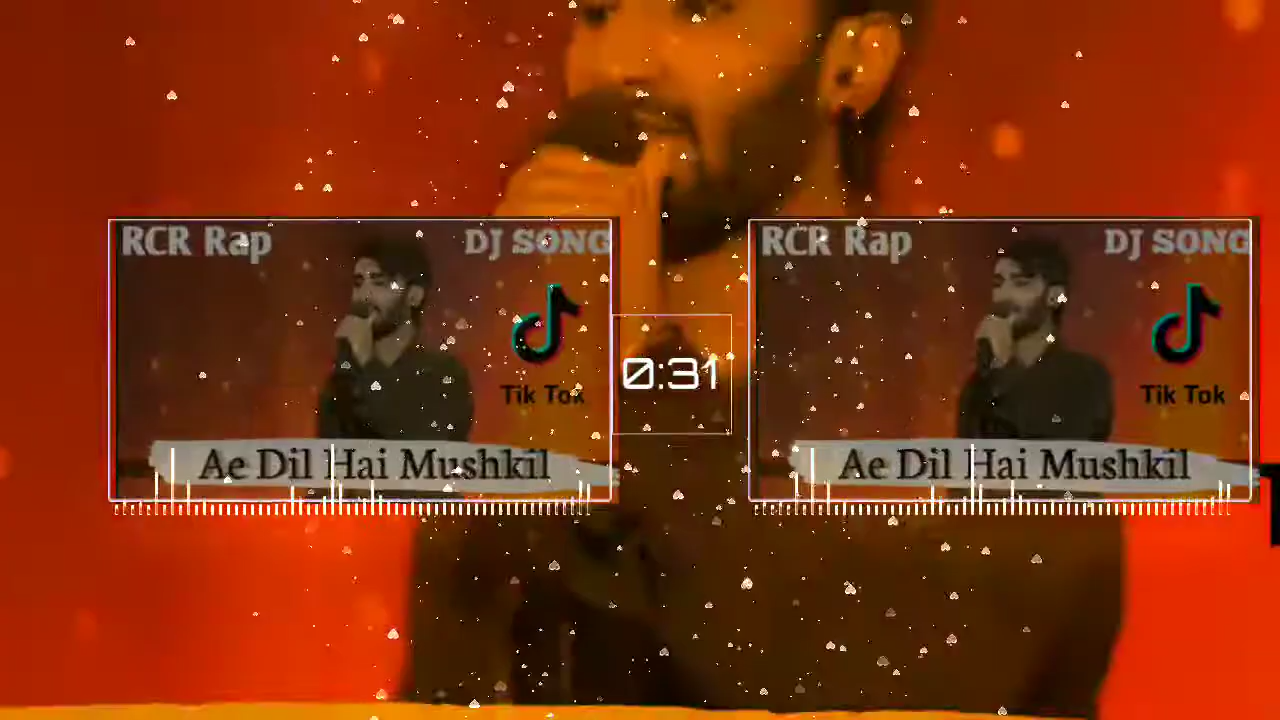 RCR Rap DJ SONG
Tik Tok
Ae Dil Hai Mushkil
0:31
RCR Rap DJ SONG
Tik Tok
Ae Dil Hai Mushkil